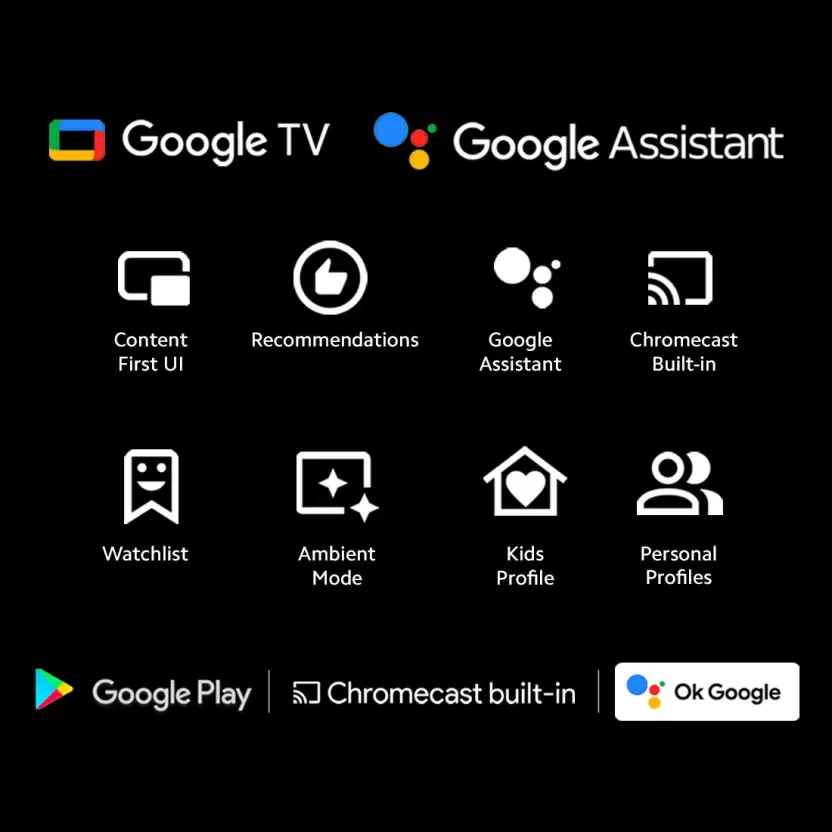 Google TV
Google Assistant
Content
First UI
Recommendations
Google
Assistant
Chromecast
Built-in
Watchlist
Ambient
Mode
Kids
Profile
Personal
Profiles
Google Play
Chromecast built-in
Ok Google